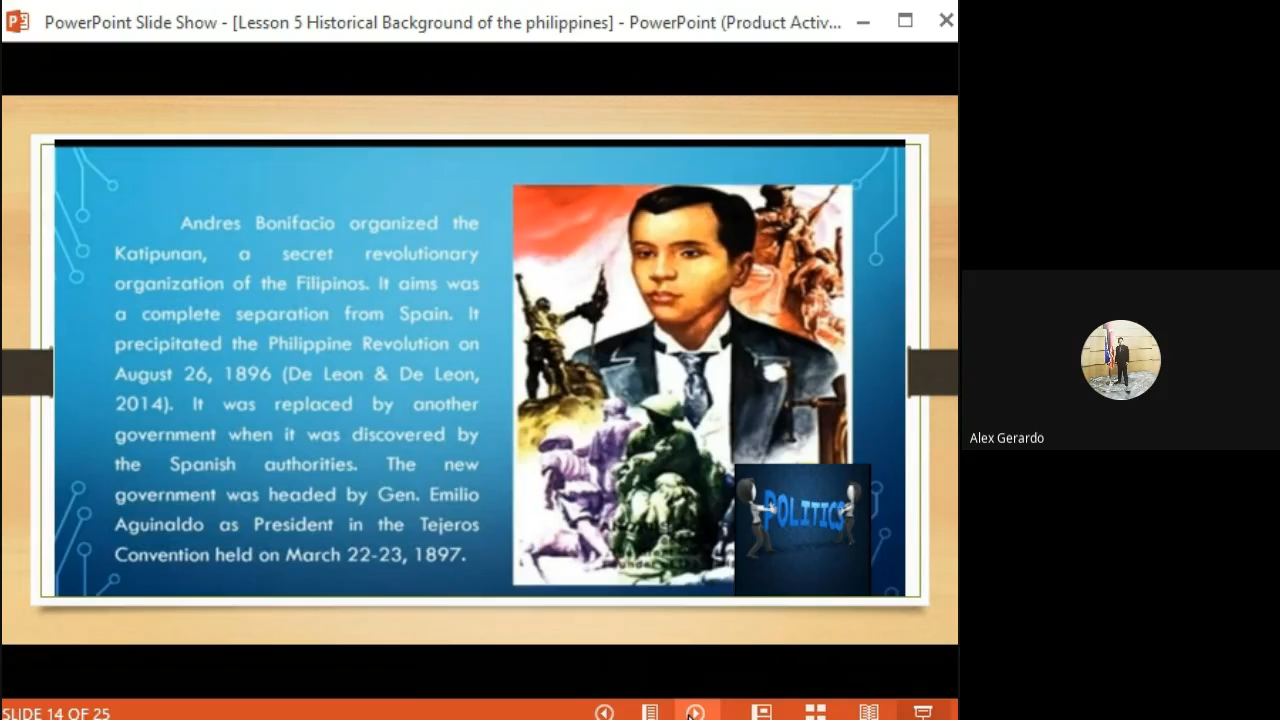 PowerPoint Slide Show - [Lesson 5 Historical Background of the philippines] - PowerPoint (Product Activ...
Andres Bonifacio organized the
Katipunan, a secret revolutionary
organization of the Filipinos. It aims was
a complete separation from Spain. It
precipitated the Philippine Revolution on
August 26, 1896 (De Leon & De Leon,
2014). It was replaced by another
government when it was discovered by
the Spanish authorities. The new
government was headed by Gen. Emilio
Aguinaldo as President in the Tejeros
Convention held on March 22-23, 1897.
POLITICS
Alex Gerardo
SLIDE 14 OF 25